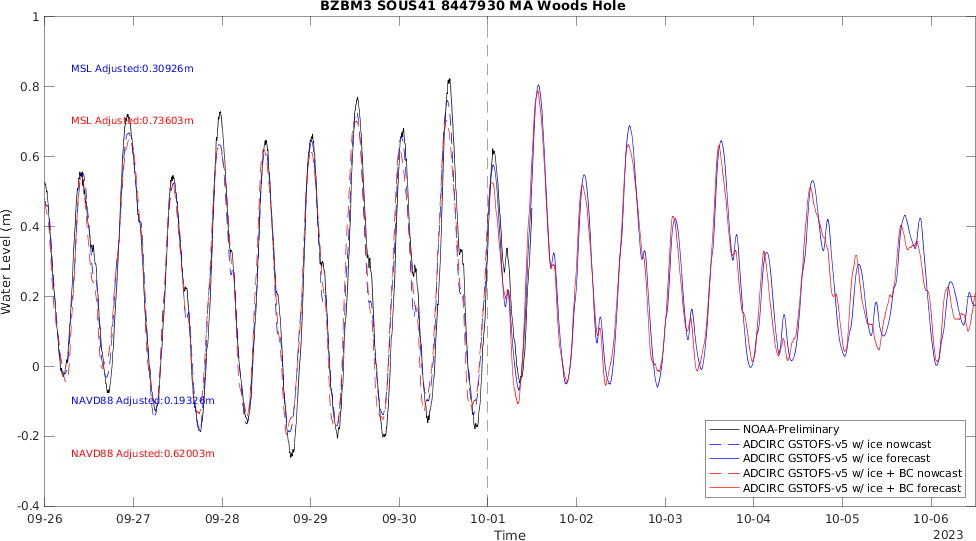 BZBM3 SOUS41 8447930 MA Woods Hole
1
0.8
0.6
0.4
0.2
0
-0.2
-0.4
Water Level (m)
MSL Adjusted:0.30926m
MSL Adjusted:0.73603m
NAVD88 Adjusted:0.19326m
NAVD88 Adjusted:0.62003m
NOAA-Preliminary
ADCIRC GSTOFS-v5 w/ ice nowcast
ADCIRC GSTOFS-v5 w/ ice forecast
ADCIRC GSTOFS-v5 w/ ice + BC nowcast
ADCIRC GSTOFS-v5 w/ ice + BC forecast
09-26 09-27 09-28 09-29 09-30 10-01 10-02 10-03 10-04 10-05 10-06
Time
2023